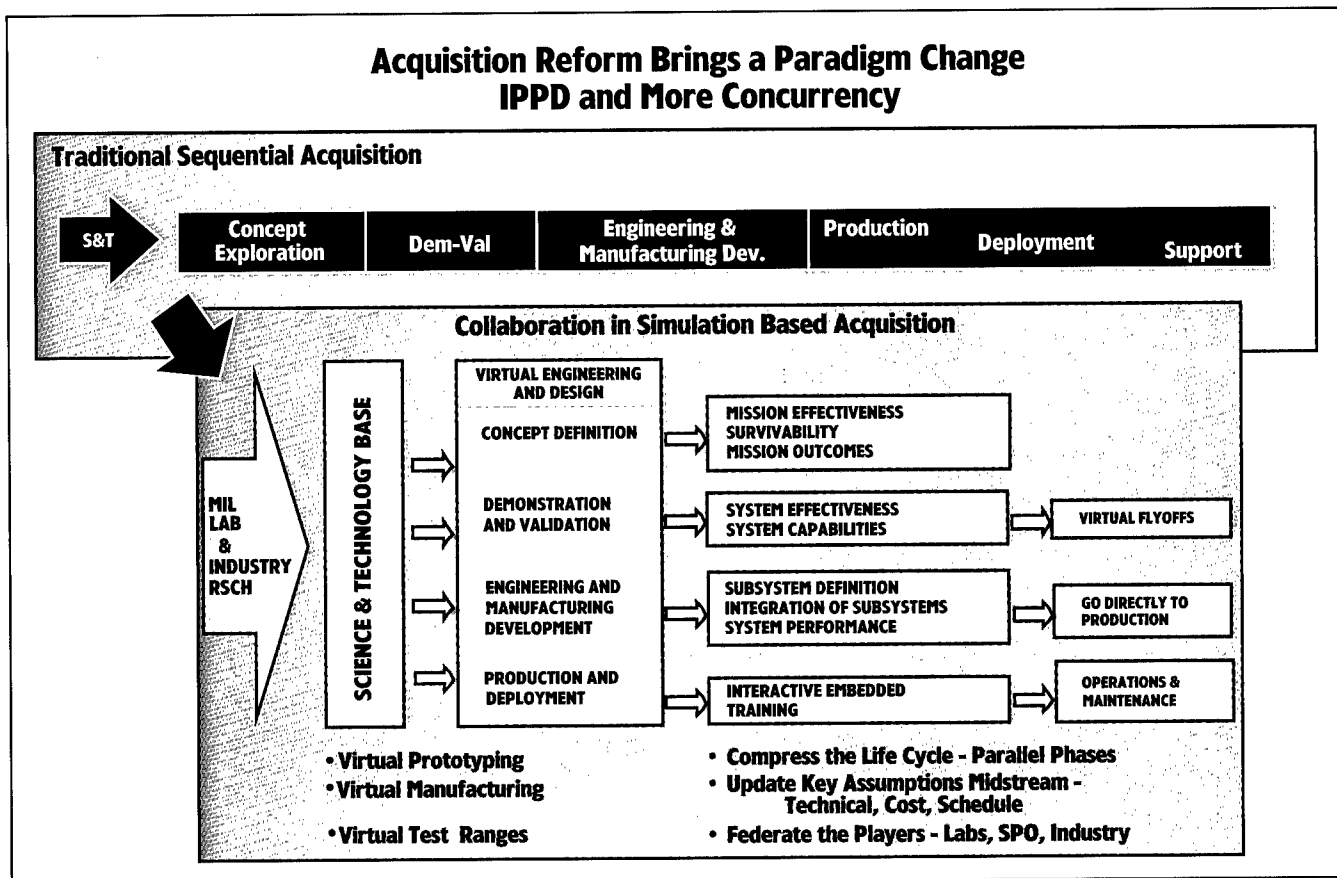 Acquisition Reform Brings a Paradigm Change
IPPD and More Concurrency
Traditional Sequential Acquisition
S&T
Concept
Exploration
Dem-Val
Engineering &
Manufacturing Dev.
Production
Deployment
Support
Collaboration in Simulation Based Acquisition
MIL
LAB
&
INDUSTRY
RSCH
SCIENCE & TECHNOLOGY BASE
VIRTUAL ENGINEERING
AND DESIGN
CONCEPT DEFINITION
DEMONSTRATION
AND VALIDATION
ENGINEERING AND
MANUFACTURING
DEVELOPMENT
PRODUCTION AND
DEPLOYMENT
MISSION EFFECTIVENESS
SURVIVABILITY
MISSION OUTCOMES
SYSTEM EFFECTIVENESS
SYSTEM CAPABILITIES
VIRTUAL FLYOFFS
SUBSYSTEM DEFINITION
INTEGRATION OF SUBSYSTEMS
SYSTEM PERFORMANCE
GO DIRECTLY TO
PRODUCTION
INTERACTIVE EMBEDDED
TRAINING
OPERATIONS &
MAINTENANCE
• Virtual Prototyping
• Virtual Manufacturing
• Virtual Test Ranges
• Compress the Life Cycle - Parallel Phases
• Update Key Assumptions Midstream -
Technical, Cost, Schedule
• Federate the Players - Labs, SPO, Industry